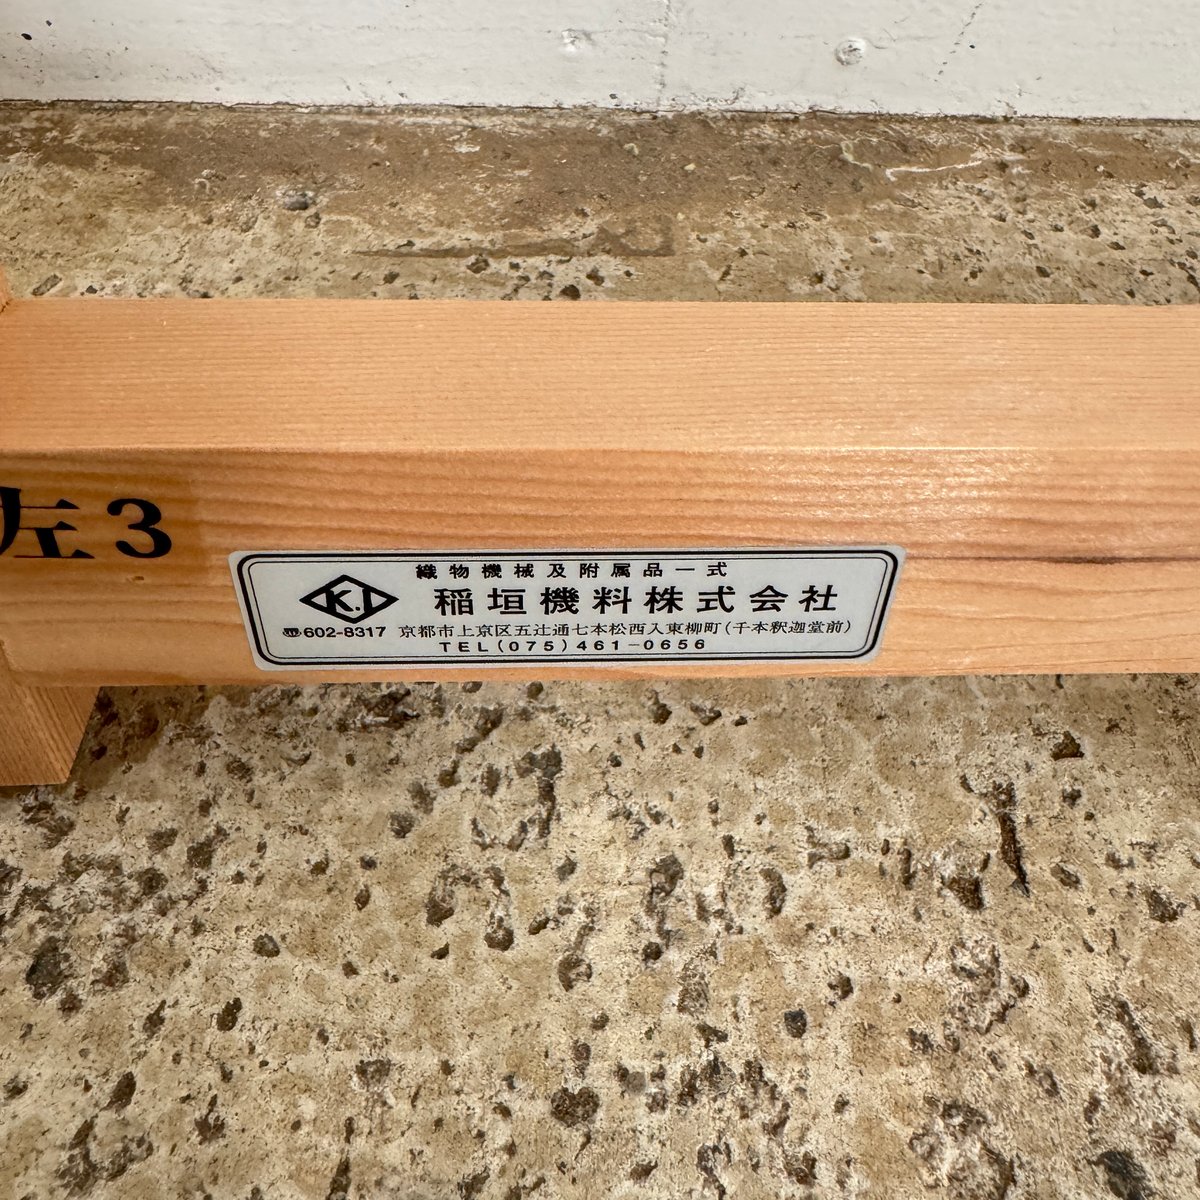 左3
織物機械及附属品一式
K.I
稲垣機料株式会社
〠602-8317 京都市上京区五辻通七本松西入東柳町(千本釈迦堂前)
TEL(075)461-0656